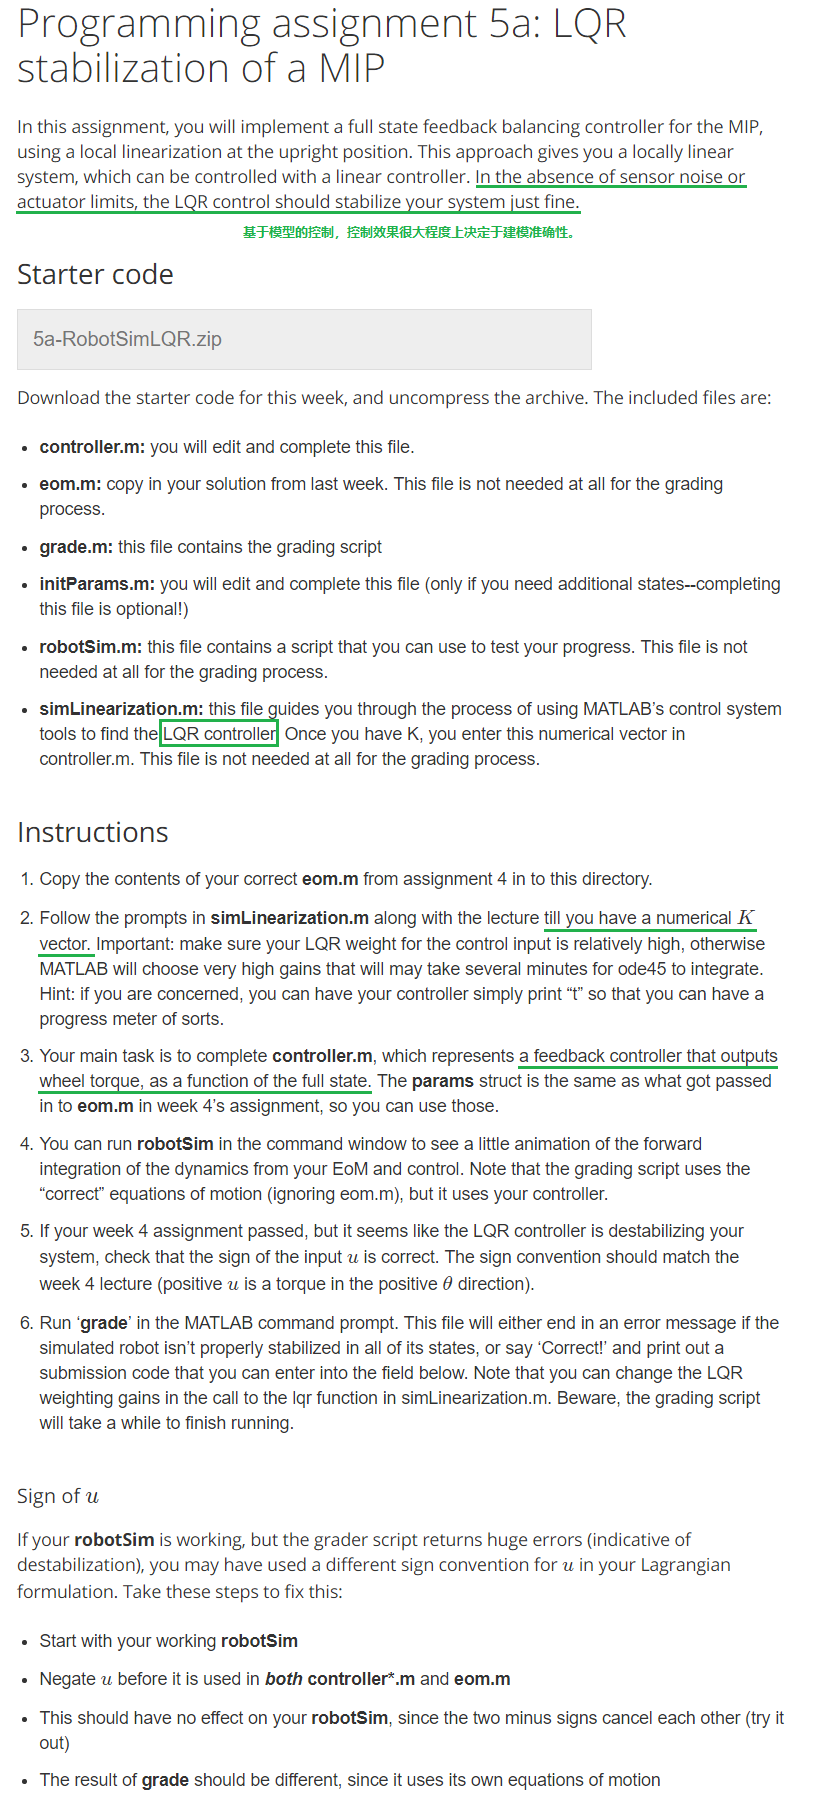 Programming assignment 5a: LQR
stabilization of a MIP
In this assignment, you will implement a full state feedback balancing controller for the MIP,
using a local linearization at the upright position. This approach gives you a locally linear
system, which can be controlled with a linear controller. In the absence of sensor noise or
actuator limits, the LQR control should stabilize your system just fine.
基于模型的控制，控制效果很大程度上决定于建模准确性。
Starter code
5a-RobotSimLQR.zip
Download the starter code for this week, and uncompress the archive. The included files are:
• controller.m: you will edit and complete this file.
• eom.m: copy in your solution from last week. This file is not needed at all for the grading
process.
• grade.m: this file contains the grading script
• initParams.m: you will edit and complete this file (only if you need additional states--completing
this file is optional!)
• robotSim.m: this file contains a script that you can use to test your progress. This file is not
needed at all for the grading process.
• simLinearization.m: this file guides you through the process of using MATLAB’s control system
tools to find the LQR controller Once you have K, you enter this numerical vector in
controller.m. This file is not needed at all for the grading process.
Instructions
1. Copy the contents of your correct eom.m from assignment 4 in to this directory.
2. Follow the prompts in simLinearization.m along with the lecture till you have a numerical K
vector. Important: make sure your LQR weight for the control input is relatively high, otherwise
MATLAB will choose very high gains that will may take several minutes for ode45 to integrate.
Hint: if you are concerned, you can have your controller simply print “t” so that you can have a
progress meter of sorts.
3. Your main task is to complete controller.m, which represents a feedback controller that outputs
wheel torque, as a function of the full state. The params struct is the same as what got passed
in to eom.m in week 4’s assignment, so you can use those.
4. You can run robotSim in the command window to see a little animation of the forward
integration of the dynamics from your EoM and control. Note that the grading script uses the
“correct” equations of motion (ignoring eom.m), but it uses your controller.
5. If your week 4 assignment passed, but it seems like the LQR controller is destabilizing your
system, check that the sign of the input u is correct. The sign convention should match the
week 4 lecture (positive u is a torque in the positive θ direction).
6. Run ‘grade’ in the MATLAB command prompt. This file will either end in an error message if the
simulated robot isn’t properly stabilized in all of its states, or say ‘Correct!’ and print out a
submission code that you can enter into the field below. Note that you can change the LQR
weighting gains in the call to the lqr function in simLinearization.m. Beware, the grading script
will take a while to finish running.
Sign of u
If your robotSim is working, but the grader script returns huge errors (indicative of
destabilization), you may have used a different sign convention for u in your Lagrangian
formulation. Take these steps to fix this:
• Start with your working robotSim
• Negate u before it is used in both controller*.m and eom.m
• This should have no effect on your robotSim, since the two minus signs cancel each other (try it
out)
• The result of grade should be different, since it uses its own equations of motion